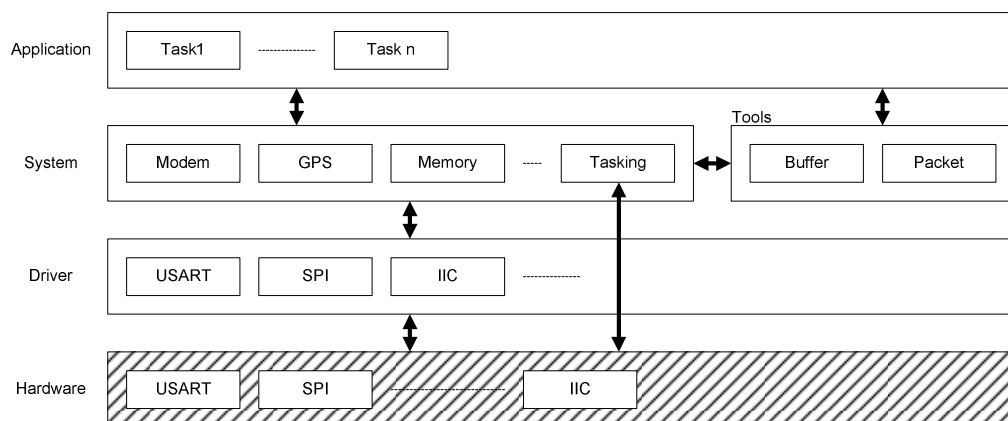 Application
Task1
Task n
Tools
System
Modem
GPS
Memory
Tasking
Buffer
Packet
Driver
USART
SPI
IIC
Hardware
USART
SPI
IIC